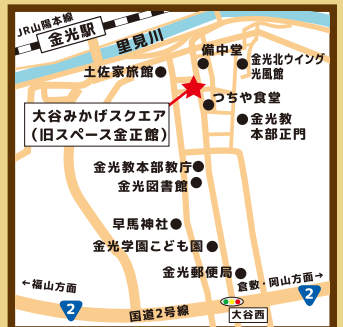 JR山陽本線
金光駅
里見川
備中堂
金光北ウイング
光風館
土佐家旅館
つちや食堂
大谷みかげスクエア
(旧スペース金正館)
金光教
本部正門
金光教本部教庁
金光図書館
早馬神社
金光学園こども園
金光郵便局
←福山方面
倉敷・岡山方面→
2
2
国道2号線
大谷西